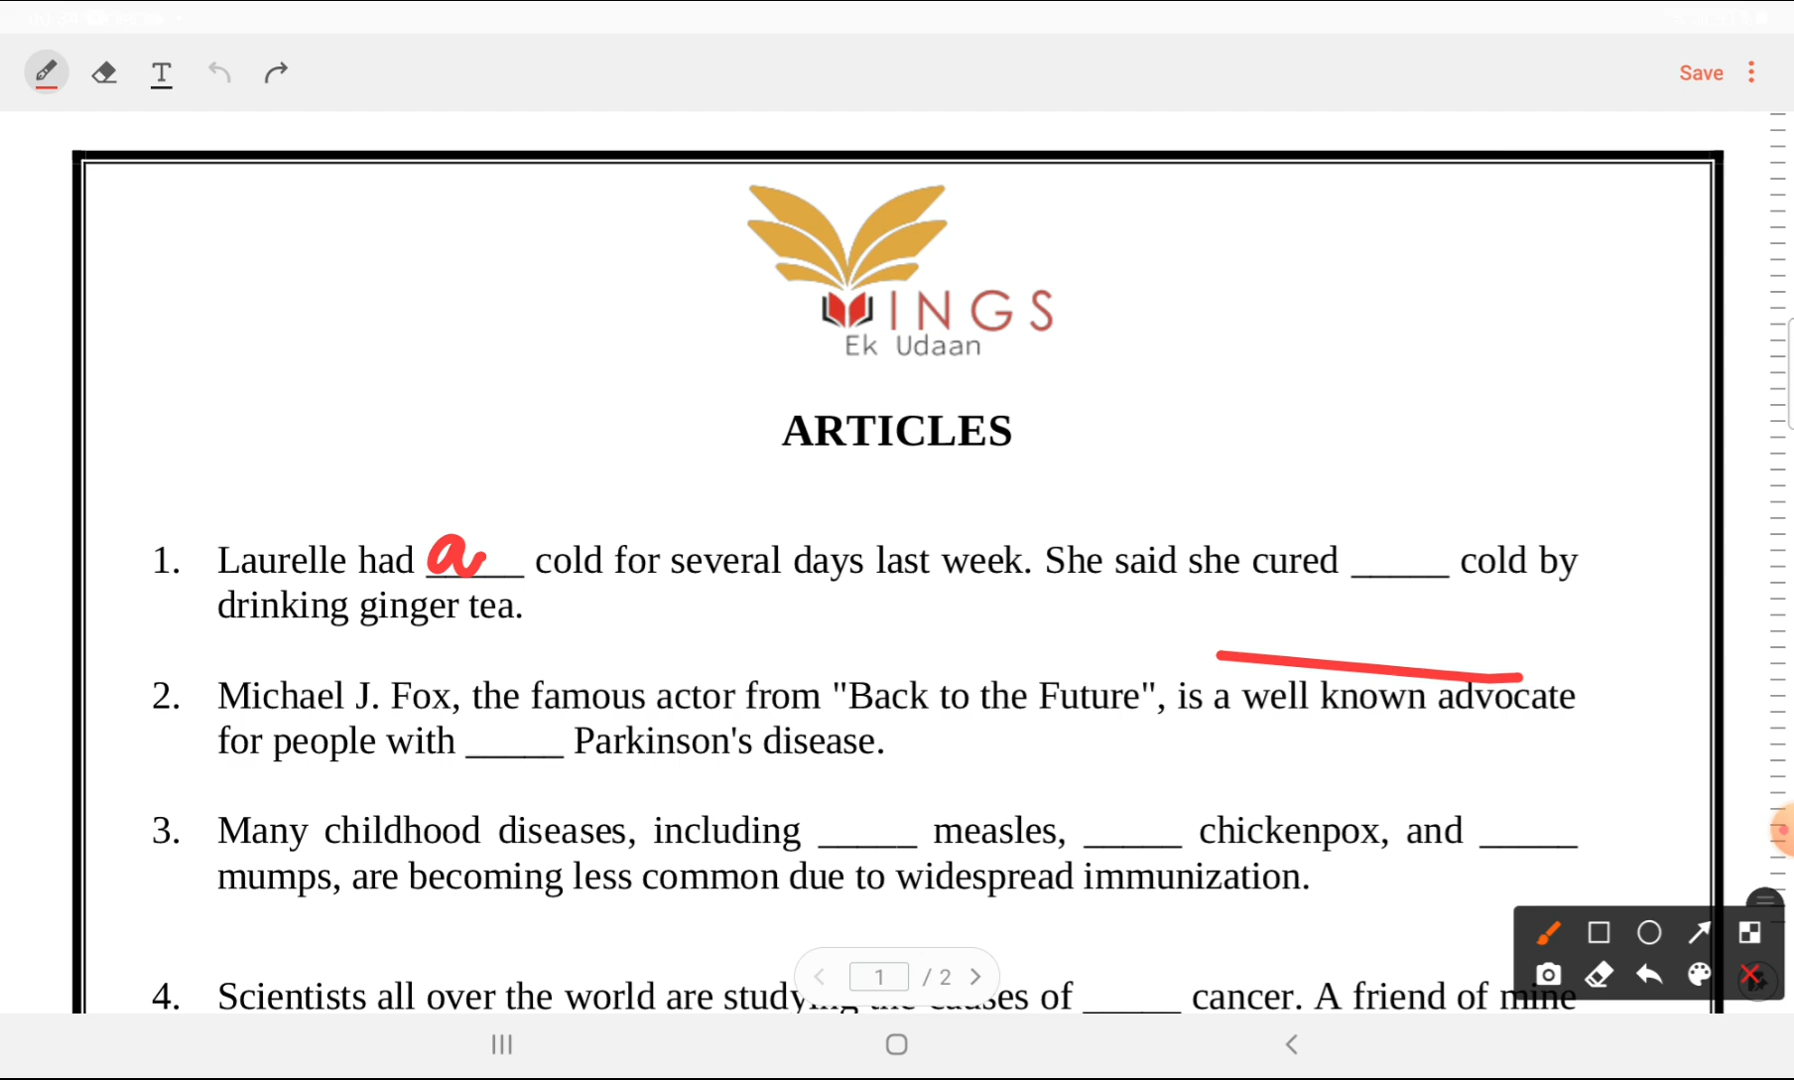 Save
WINGS
Ek Udaan
ARTICLES
1. Laurelle had a_____ cold for several days last week. She said she cured _____ cold by
drinking ginger tea.
2. Michael J. Fox, the famous actor from "Back to the Future", is a well known advocate
for people with _____ Parkinson's disease.
3. Many childhood diseases, including _____ measles, _____ chickenpox, and _____
mumps, are becoming less common due to widespread immunization.
1 / 2
4. Scientists all over the world are studying the causes of _____ cancer. A friend of mine